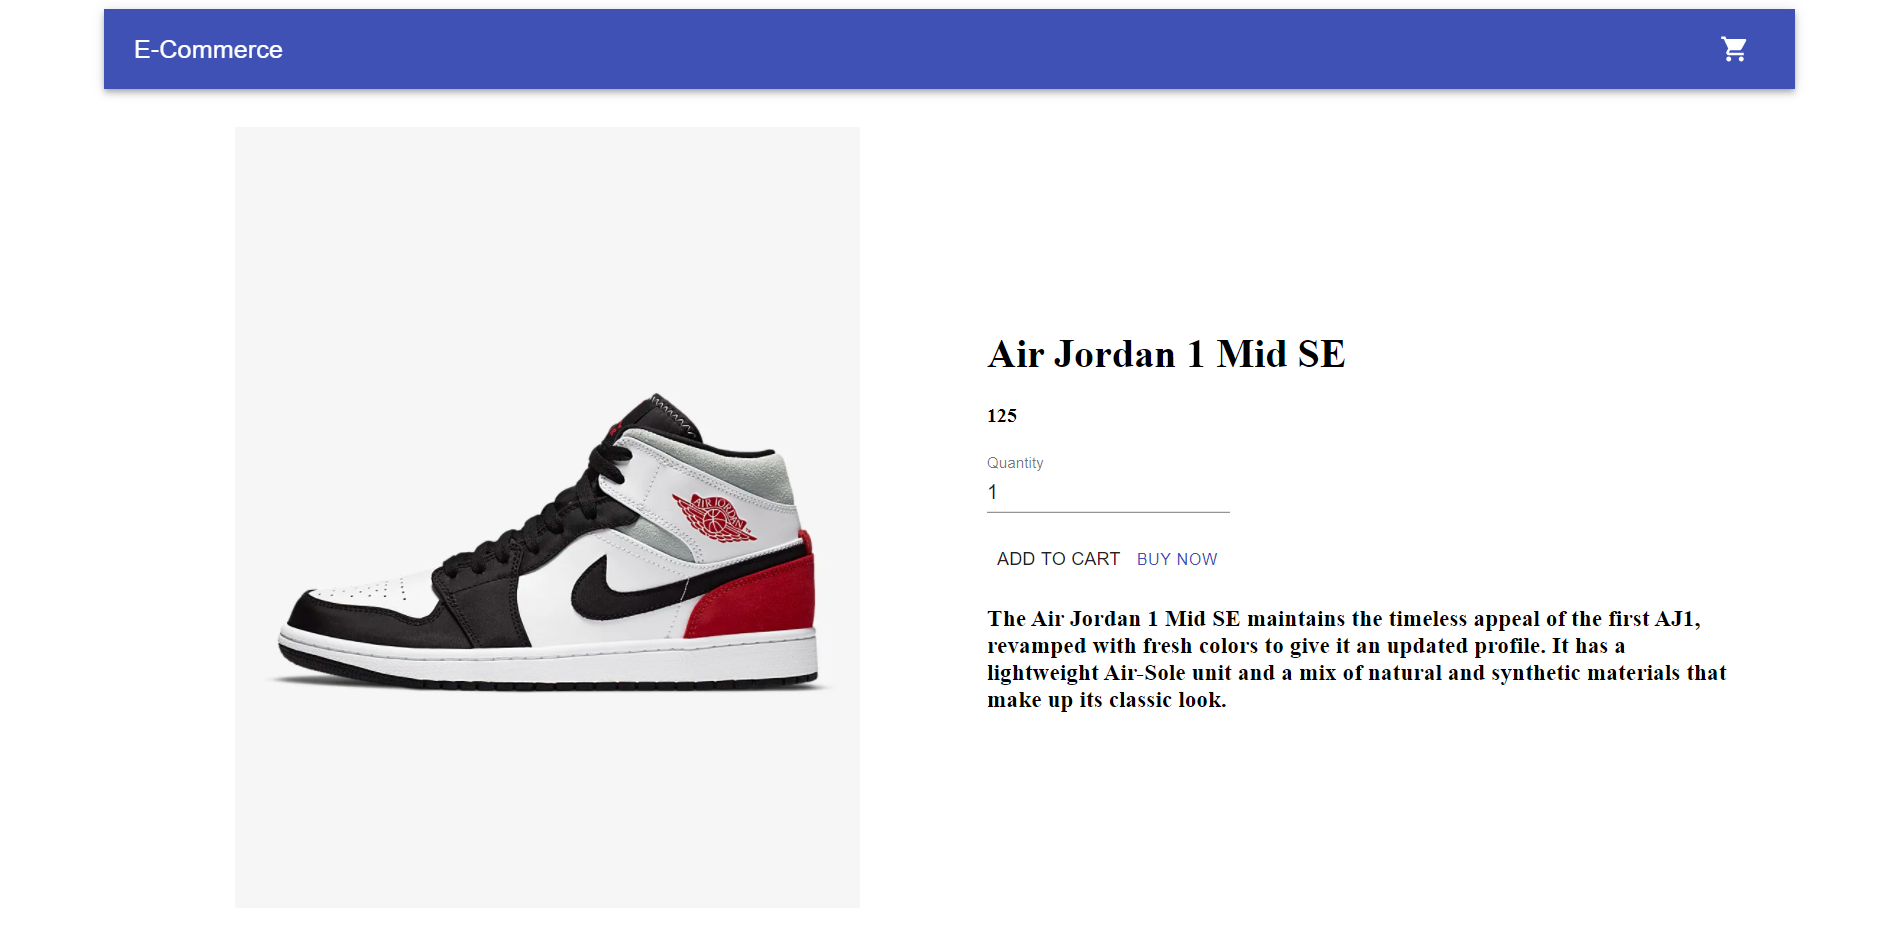 E-Commerce
AIR JORDAN
Air Jordan 1 Mid SE
125
Quantity
1
ADD TO CART BUY NOW
The Air Jordan 1 Mid SE maintains the timeless appeal of the first AJ1,
revamped with fresh colors to give it an updated profile. It has a
lightweight Air-Sole unit and a mix of natural and synthetic materials that
make up its classic look.